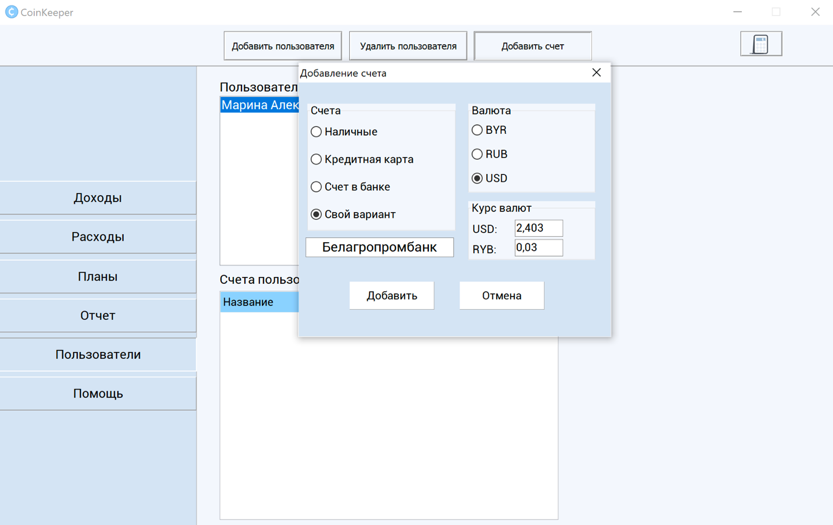 CoinKeeper
Добавить пользователя
Удалить пользователя
Добавить счет
Доходы
Расходы
Планы
Отчет
Пользователи
Помощь
Пользовател
Марина Алек
Счета пользо
Название
Добавление счета
Счета
Наличные
Кредитная карта
Счет в банке
Свой вариант
Белагропромбанк
Валюта
BYR
RUB
USD
Курс валют
USD: 2,403
RYB: 0,03
Добавить
Отмена